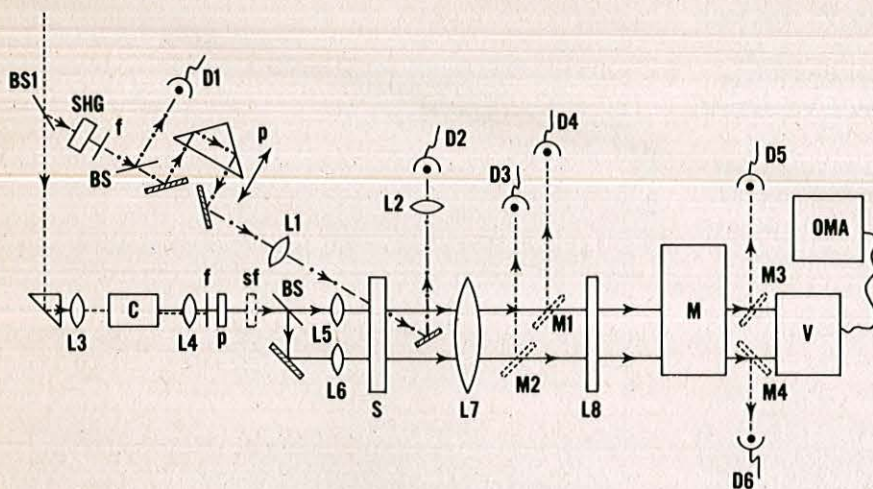 BS1
SHG
f
D1
BS
p
D2
D4
D3
D5
OMA
L1
L2
L3
C
L4
f
p
sf
BS
L5
L6
S
L7
M1
M2
L8
M
M3
V
M4
D6